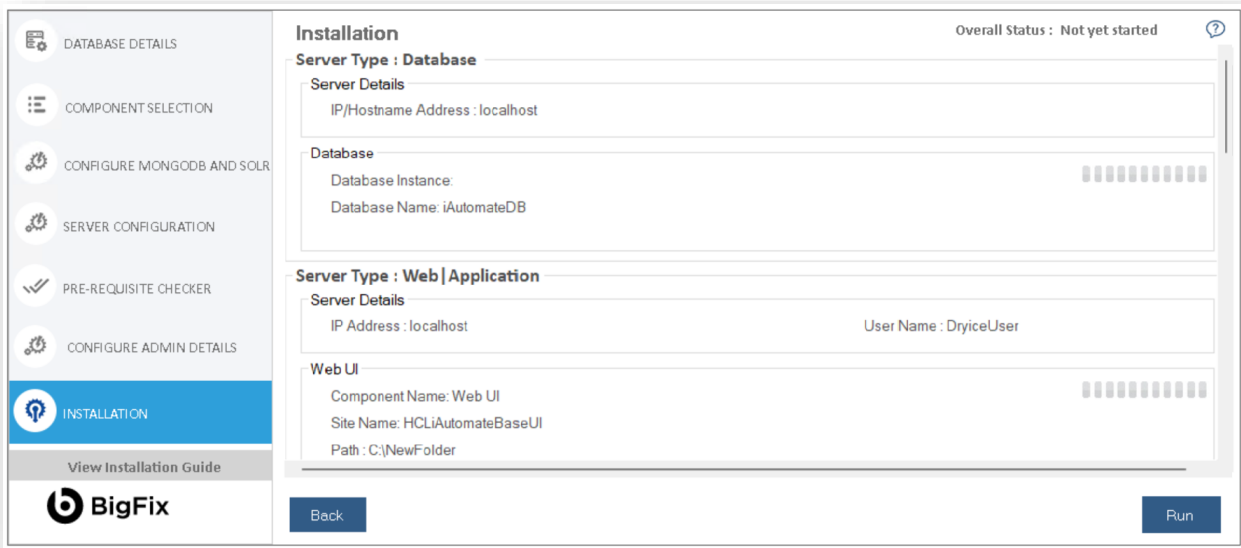 DATABASE DETAILS
COMPONENT SELECTION
CONFIGURE MONGODB AND SOLR
SERVER CONFIGURATION
PRE-REQUISITE CHECKER
CONFIGURE ADMIN DETAILS
INSTALLATION
View Installation Guide
BigFix
Installation
Overall Status : Not yet started
Server Type : Database
Server Details
IP/Hostname Address : localhost
Database
Database Instance:
Database Name: iAutomateDB
Server Type : Web|Application
Server Details
IP Address : localhost User Name : DryiceUser
Web UI
Component Name: Web UI
Site Name: HCLiAutomateBaseUI
Path : C:\NewFolder
Back
Run